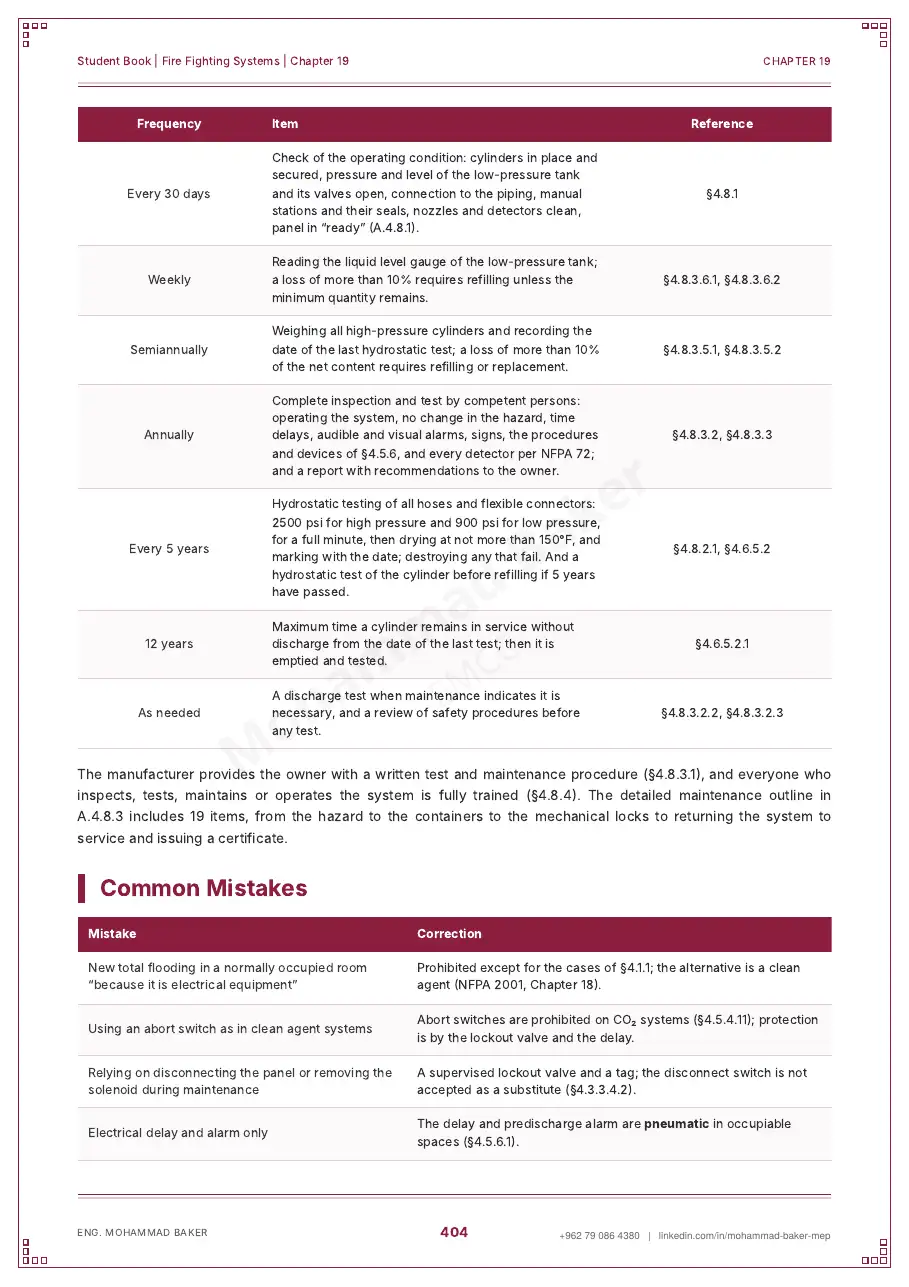 Student Book | Fire Fighting Systems | Chapter 19
CHAPTER 19
Frequency
Item
Reference
Every 30 days
Check of the operating condition: cylinders in place and
secured, pressure and level of the low-pressure tank
and its valves open, connection to the piping, manual
stations and their seals, nozzles and detectors clean,
panel in “ready” (A.4.8.1).
§4.8.1
Weekly
Reading the liquid level gauge of the low-pressure tank;
a loss of more than 10% requires refilling unless the
minimum quantity remains.
§4.8.3.6.1, §4.8.3.6.2
Semiannually
Weighing all high-pressure cylinders and recording the
date of the last hydrostatic test; a loss of more than 10%
of the net content requires refilling or replacement.
§4.8.3.5.1, §4.8.3.5.2
Annually
Complete inspection and test by competent persons:
operating the system, no change in the hazard, time
delays, audible and visual alarms, signs, the procedures
and devices of §4.5.6, and every detector per NFPA 72;
and a report with recommendations to the owner.
§4.8.3.2, §4.8.3.3
Every 5 years
Hydrostatic testing of all hoses and flexible connectors:
2500 psi for high pressure and 900 psi for low pressure,
for a full minute, then drying at not more than 150°F, and
marking with the date; destroying any that fail. And a
hydrostatic test of the cylinder before refilling if 5 years
have passed.
§4.8.2.1, §4.6.5.2
12 years
Maximum time a cylinder remains in service without
discharge from the date of the last test; then it is
emptied and tested.
§4.6.5.2.1
As needed
A discharge test when maintenance indicates it is
necessary, and a review of safety procedures before
any test.
§4.8.3.2.2, §4.8.3.2.3
The manufacturer provides the owner with a written test and maintenance procedure (§4.8.3.1), and everyone who
inspects, tests, maintains or operates the system is fully trained (§4.8.4). The detailed maintenance outline in
A.4.8.3 includes 19 items, from the hazard to the containers to the mechanical locks to returning the system to
service and issuing a certificate.
Common Mistakes
Mistake
Correction
New total flooding in a normally occupied room
“because it is electrical equipment”
Prohibited except for the cases of §4.1.1; the alternative is a clean
agent (NFPA 2001, Chapter 18).
Using an abort switch as in clean agent systems
Abort switches are prohibited on CO₂ systems (§4.5.4.11); protection
is by the lockout valve and the delay.
Relying on disconnecting the panel or removing the
solenoid during maintenance
A supervised lockout valve and a tag; the disconnect switch is not
accepted as a substitute (§4.3.3.4.2).
Electrical delay and alarm only
The delay and predischarge alarm are pneumatic in occupiable
spaces (§4.5.6.1).
ENG. MOHAMMAD BAKER
404
+962 79 086 4380 | linkedin.com/in/mohammad-baker-mep